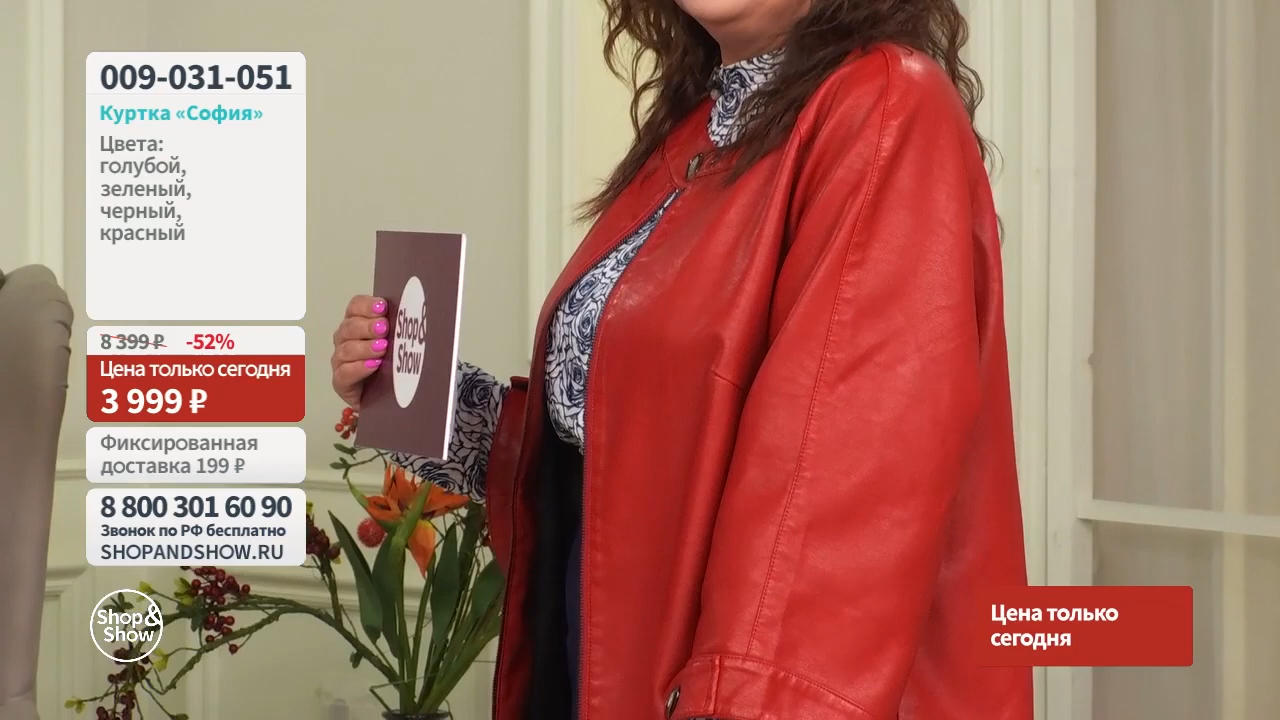 009-031-051
Куртка «София»
Цвета:
голубой,
зеленый,
черный,
красный
8 399 ₽ -52%
Цена только сегодня
3 999 ₽
Фиксированная
доставка 199 ₽
8 800 301 60 90
Звонок по РФ бесплатно
SHOPANDSHOW.RU
Shop&
Show
Shop&
Show
Цена только
сегодня